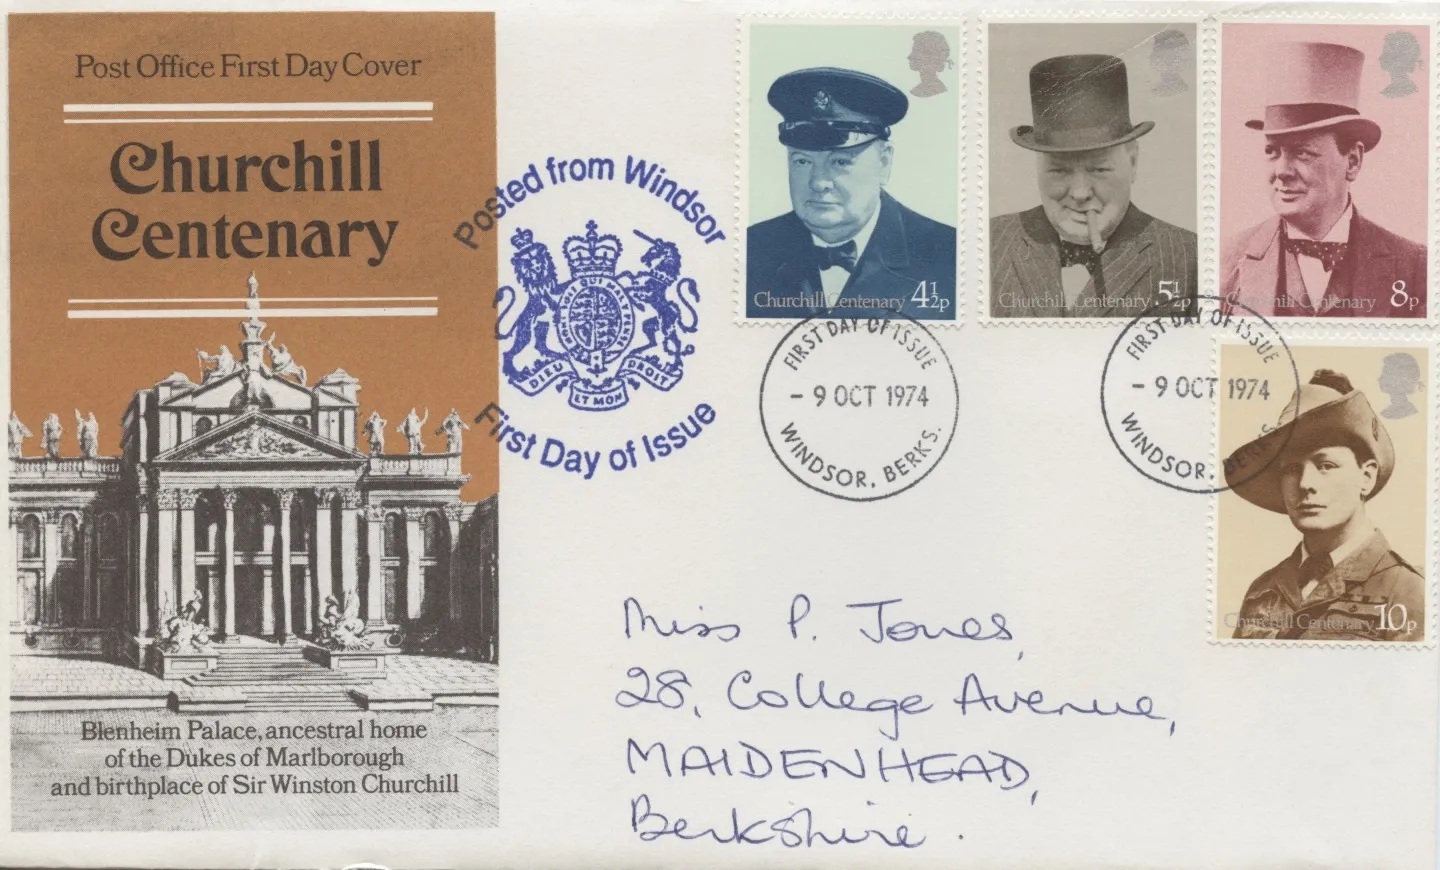 Post Office First Day Cover
Churchill
Centenary
Blenheim Palace, ancestral home
of the Dukes of Marlborough
and birthplace of Sir Winston Churchill
Posted from Windsor
DIEU ET MON DROIT
First Day of Issue
Churchill Centenary 4½p
Churchill Centenary 5½p
Churchill Centenary 8p
Churchill Centenary 10p
FIRST DAY OF ISSUE
- 9 OCT 1974
WINDSOR, BERKS.
FIRST DAY OF ISSUE
- 9 OCT 1974
WINDSOR, BERKS.
Miss P. Jones,
28, College Avenue,
MAIDENHEAD,
Berkshire.